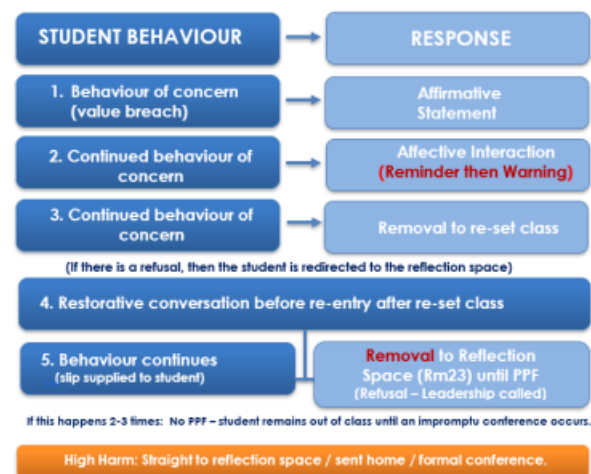 STUDENT BEHAVIOUR
RESPONSE
1. Behaviour of concern
(value breach)
Affirmative
Statement
2. Continued behaviour of
concern
Affective Interaction
(Reminder then Warning)
3. Continued behaviour of
concern
Removal to re-set class
(If there is a refusal, then the student is redirected to the reflection space)
4. Restorative conversation before re-entry after re-set class
5. Behaviour continues
(slip supplied to student)
Removal to Reflection
Space (Rm23) until PPF
(Refusal – Leadership called)
If this happens 2-3 times: No PPF – student remains out of class until an impromptu conference occurs.
High Harm: Straight to reflection space / sent home / formal conference.